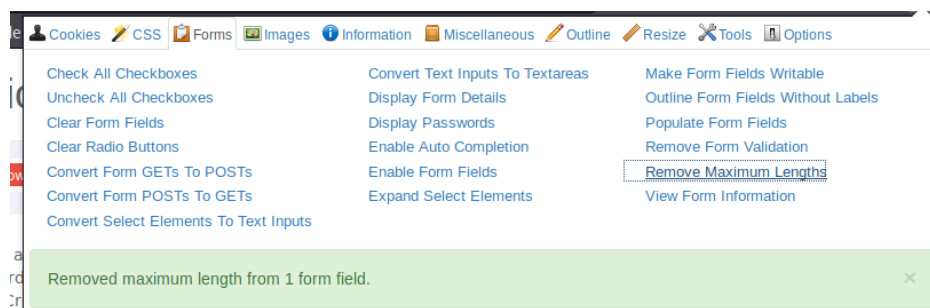 Cookies CSS Forms Images Information Miscellaneous Outline Resize Tools Options
Check All Checkboxes
Uncheck All Checkboxes
Clear Form Fields
Clear Radio Buttons
Convert Form GETs To POSTs
Convert Form POSTs To GETs
Convert Select Elements To Text Inputs
Convert Text Inputs To Textareas
Display Form Details
Display Passwords
Enable Auto Completion
Enable Form Fields
Expand Select Elements
Make Form Fields Writable
Outline Form Fields Without Labels
Populate Form Fields
Remove Form Validation
Remove Maximum Lengths
View Form Information
Removed maximum length from 1 form field.